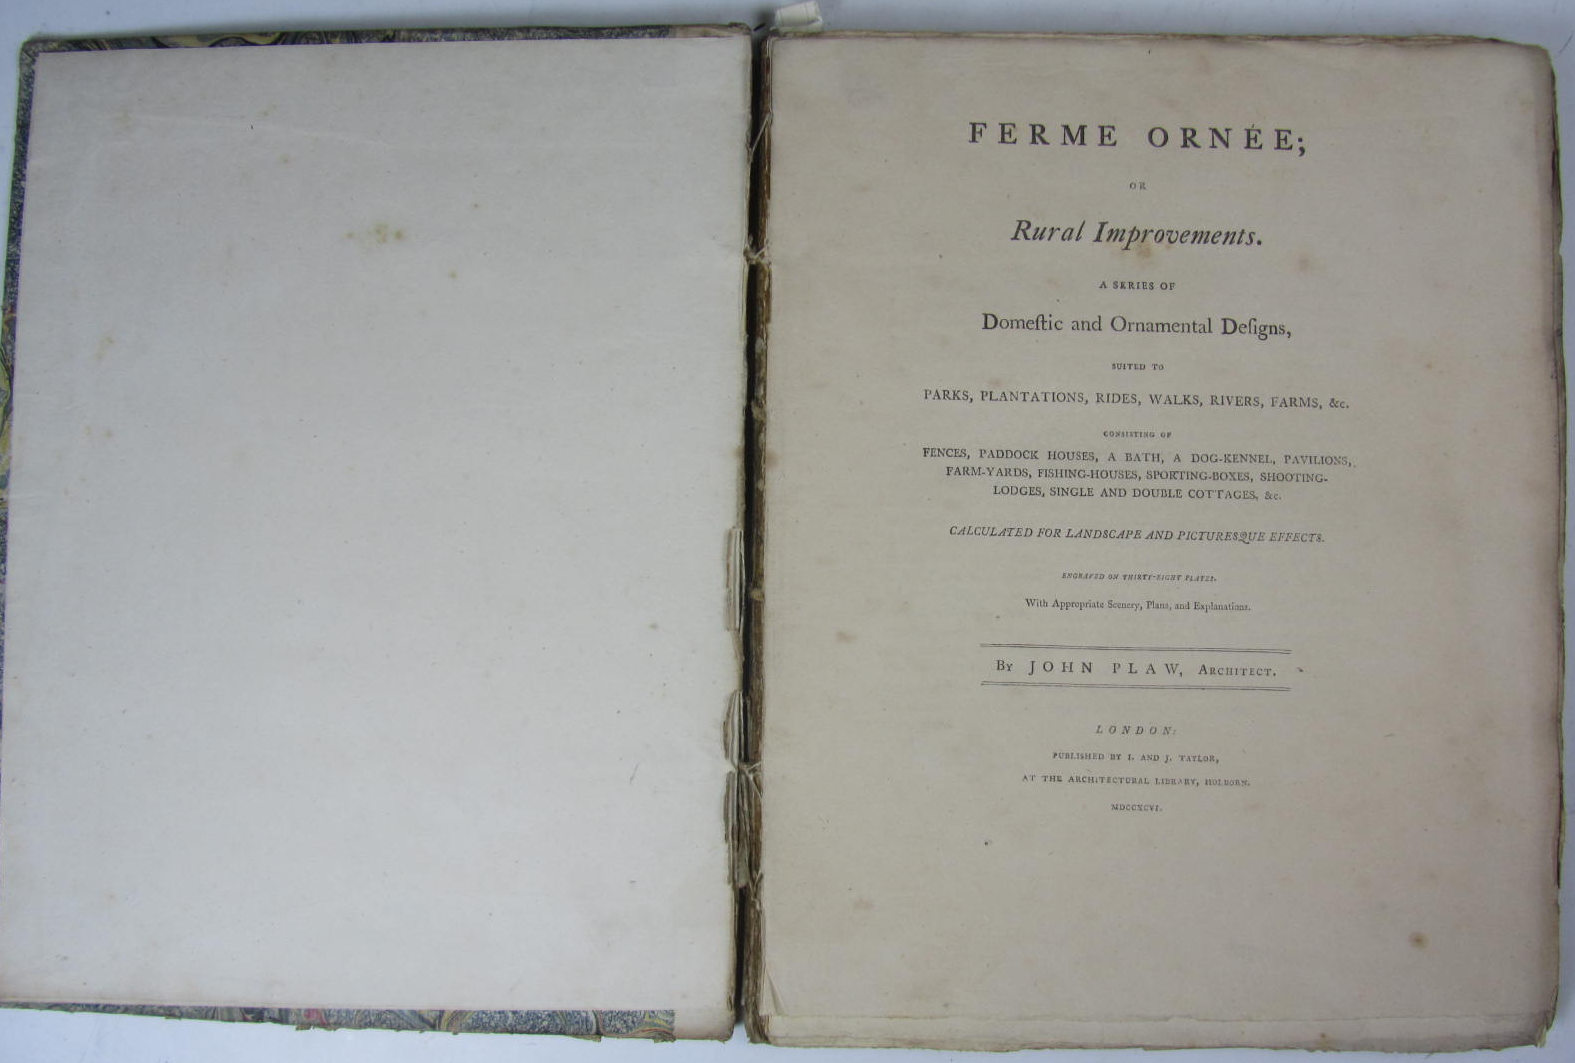 FERME ORNÉE;
OR
Rural Improvements.
A SERIES OF
Domeſtic and Ornamental Deſigns,
SUITED TO
PARKS, PLANTATIONS, RIDES, WALKS, RIVERS, FARMS, &c.
CONSISTING OF
FENCES, PADDOCK HOUSES, A BATH, A DOG-KENNEL, PAVILIONS,
FARM-YARDS, FISHING-HOUSES, SPORTING-BOXES, SHOOTING-
LODGES, SINGLE AND DOUBLE COTTAGES, &c.
CALCULATED FOR LANDSCAPE AND PICTURESQUE EFFECTS.
ENGRAVED ON THIRTY-EIGHT PLATES.
With Appropriate Scenery, Plans, and Explanations.
By JOHN PLAW, ARCHITECT.
LONDON:
PUBLISHED BY I. AND J. TAYLOR,
AT THE ARCHITECTURAL LIBRARY, HOLBORN.
MDCCXCVI.